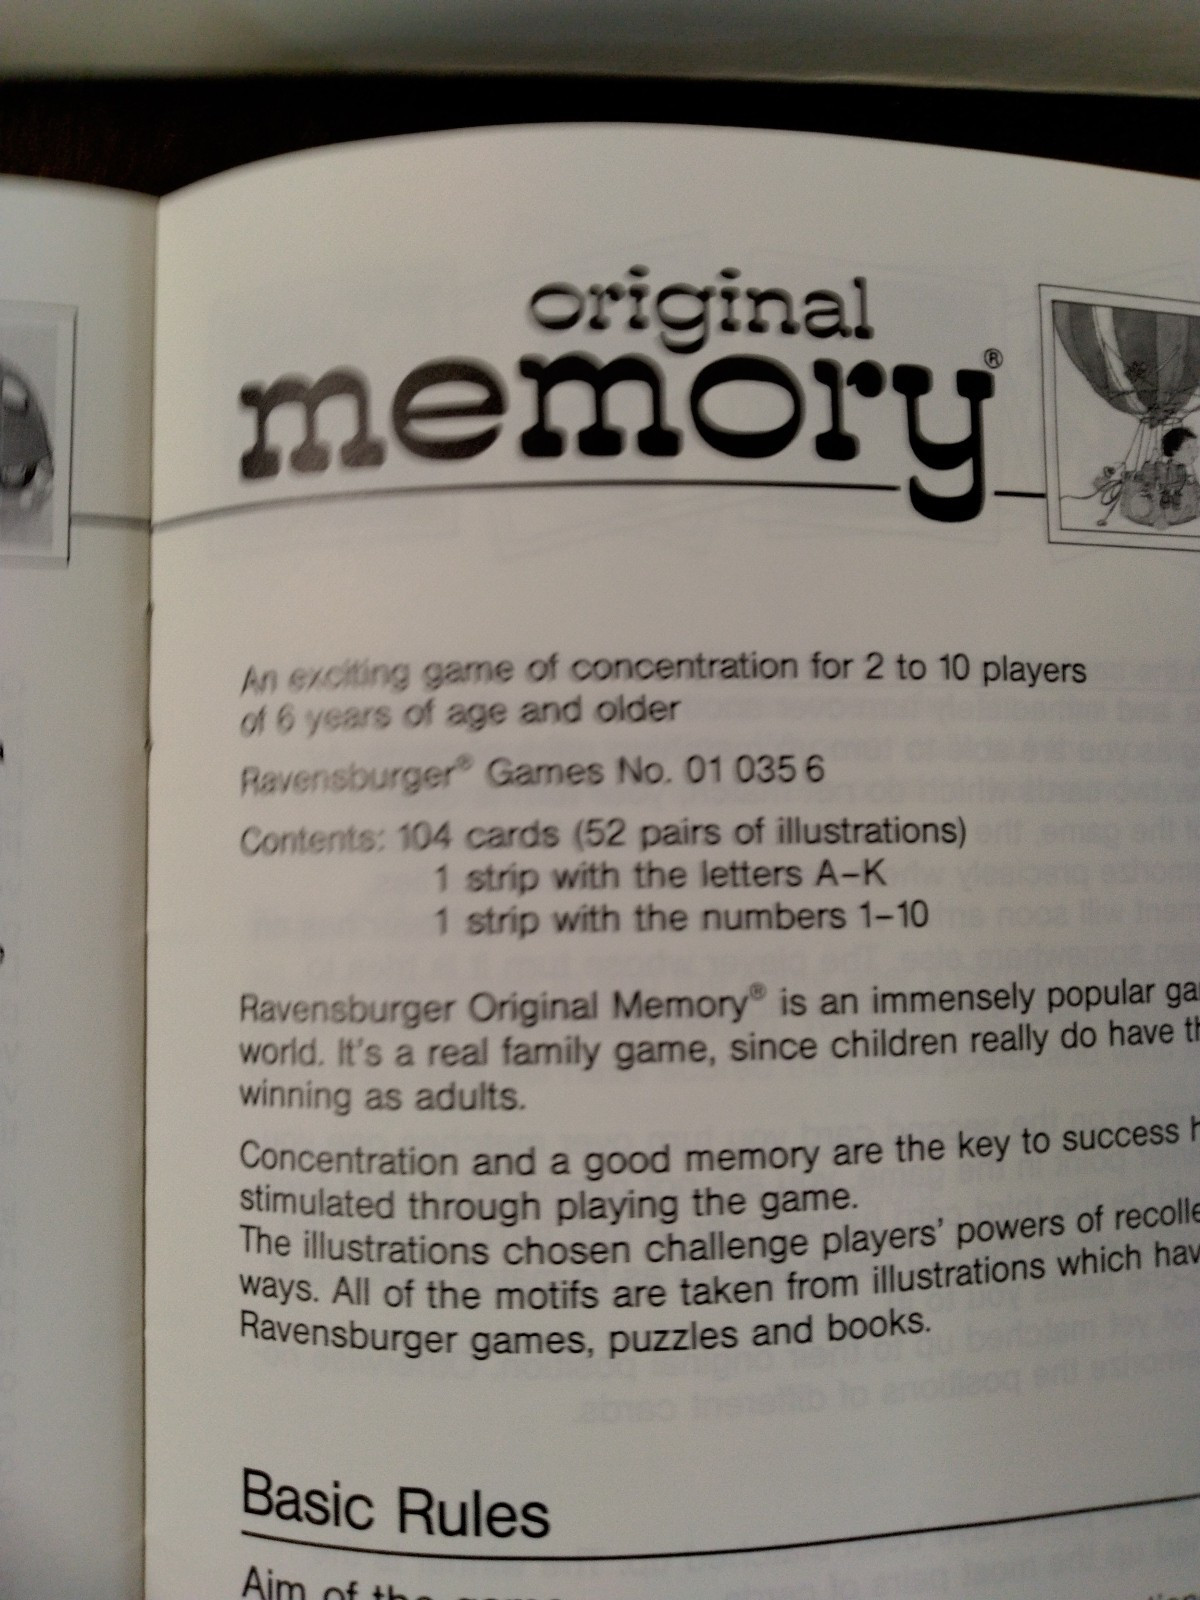 original
memory®
An exciting game of concentration for 2 to 10 players
of 6 years of age and older
Ravensburger® Games No. 01 035 6
Contents: 104 cards (52 pairs of illustrations)
1 strip with the letters A–K
1 strip with the numbers 1–10
Ravensburger Original Memory® is an immensely popular
world. It's a real family game, since children really do have
winning as adults.
Concentration and a good memory are the key to success
stimulated through playing the game.
The illustrations chosen challenge players' powers of
ways. All of the motifs are taken from illustrations which
Ravensburger games, puzzles and books.
Basic Rules
Aim of the game